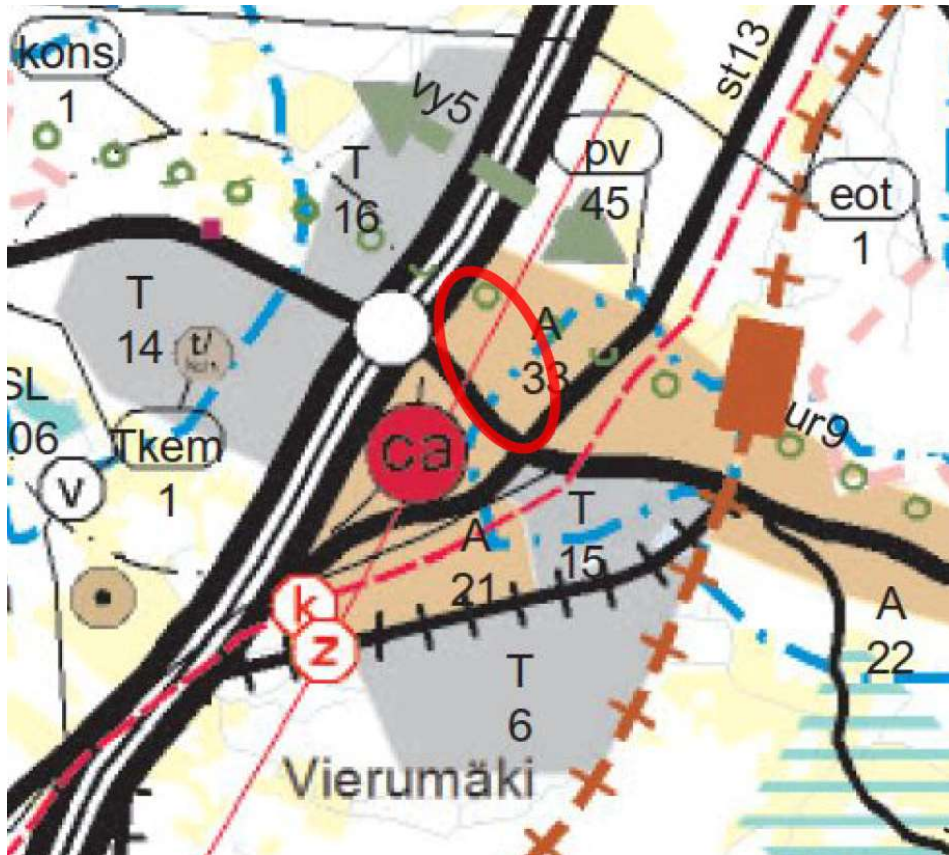 kons
1
vy5
st13
T
16
pv
45
eot
1
T
14
t/
A
33
SL
06
Tkem
1
ca
ur9
v
T
15
A
21
k
z
A
22
T
6
Vierumäki